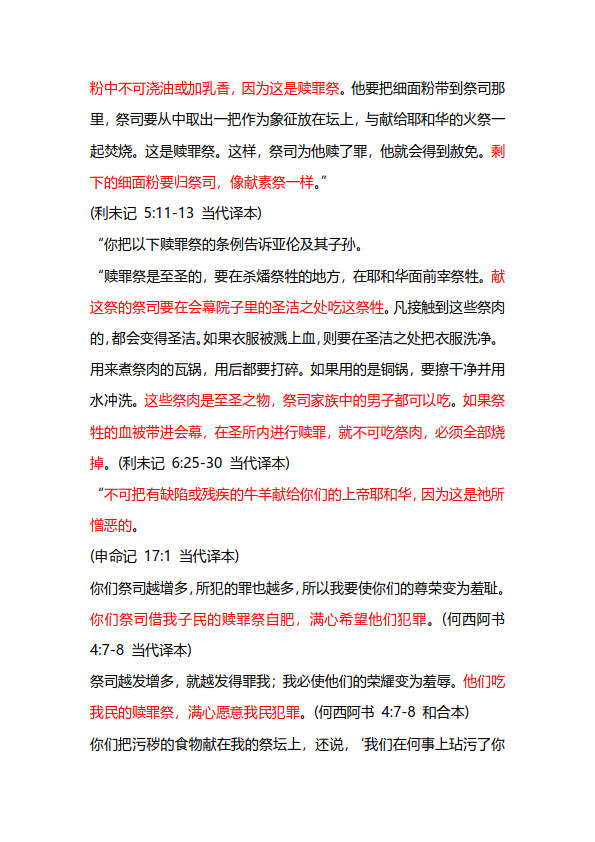 粉中不可浇油或加乳香，因为这是赎罪祭。他要把细面粉带到祭司那
里，祭司要从中取出一把作为象征放在坛上，与献给耶和华的火祭一
起焚烧。这是赎罪祭。这样，祭司为他赎了罪，他就会得到赦免。剩
下的细面粉要归祭司，像献素祭一样。”
(利未记 5:11-13 当代译本)
“你把以下赎罪祭的条例告诉亚伦及其子孙。
“赎罪祭是至圣的，要在杀燔祭牲的地方，在耶和华面前宰祭牲。献
这祭的祭司要在会幕院子里的圣洁之处吃这祭牲。凡接触到这些祭肉
的，都会变得圣洁。如果衣服被溅上血，则要在圣洁之处把衣服洗净。
用来煮祭肉的瓦锅，用后都要打碎。如果用的是铜锅，要擦干净并用
水冲洗。这些祭肉是至圣之物，祭司家族中的男子都可以吃。如果祭
牲的血被带进会幕，在圣所内进行赎罪，就不可吃祭肉，必须全部烧
掉。(利未记 6:25-30 当代译本)
“不可把有缺陷或残疾的牛羊献给你们的上帝耶和华，因为这是祂所
憎恶的。
(申命记 17:1 当代译本)
你们祭司越增多，所犯的罪也越多，所以我要使你们的尊荣变为羞耻。
你们祭司借我子民的赎罪祭自肥，满心希望他们犯罪。(何西阿书
4:7-8 当代译本)
祭司越发增多，就越发得罪我；我必使他们的荣耀变为羞辱。他们吃
我民的赎罪祭，满心愿意我民犯罪。(何西阿书 4:7-8 和合本)
你们把污秽的食物献在我的祭坛上，还说，‘我们在何事上玷污了你